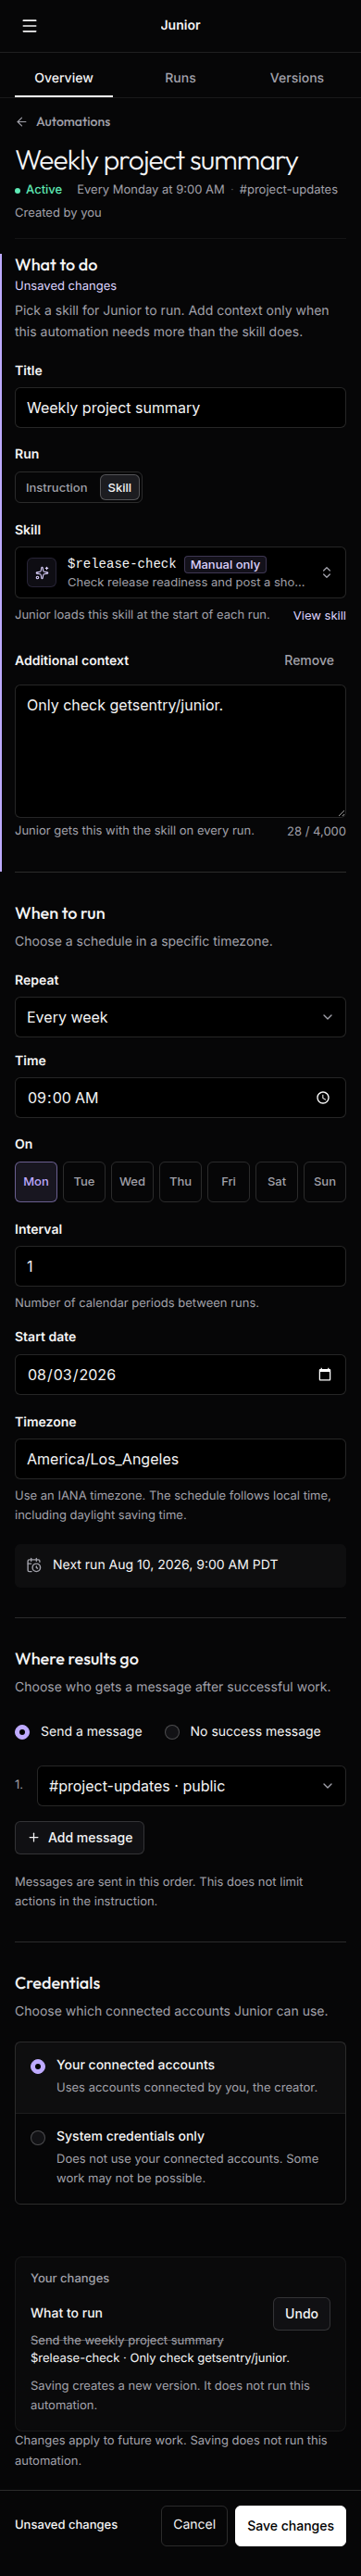 Junior
Overview Runs Versions
← Automations
Weekly project summary
Active Every Monday at 9:00 AM · #project-updates
Created by you
What to do
Unsaved changes
Pick a skill for Junior to run. Add context only when
this automation needs more than the skill does.
Title
Weekly project summary
Run
Instruction Skill
Skill
$release-check Manual only
Check release readiness and post a sho...
Junior loads this skill at the start of each run. View skill
Additional context Remove
Only check getsentry/junior.
Junior gets this with the skill on every run. 28 / 4,000
When to run
Choose a schedule in a specific timezone.
Repeat
Every week
Time
09:00 AM
On
Mon Tue Wed Thu Fri Sat Sun
Interval
1
Number of calendar periods between runs.
Start date
08/03/2026
Timezone
America/Los_Angeles
Use an IANA timezone. The schedule follows local time,
including daylight saving time.
Next run Aug 10, 2026, 9:00 AM PDT
Where results go
Choose who gets a message after successful work.
Send a message No success message
1. #project-updates · public
+ Add message
Messages are sent in this order. This does not limit
actions in the instruction.
Credentials
Choose which connected accounts Junior can use.
Your connected accounts
Uses accounts connected by you, the creator.
System credentials only
Does not use your connected accounts. Some
work may not be possible.
Your changes
What to run Undo
Send the weekly project summary
$release-check · Only check getsentry/junior.
Saving creates a new version. It does not run this
automation.
Changes apply to future work. Saving does not run this
automation.
Unsaved changes Cancel Save changes